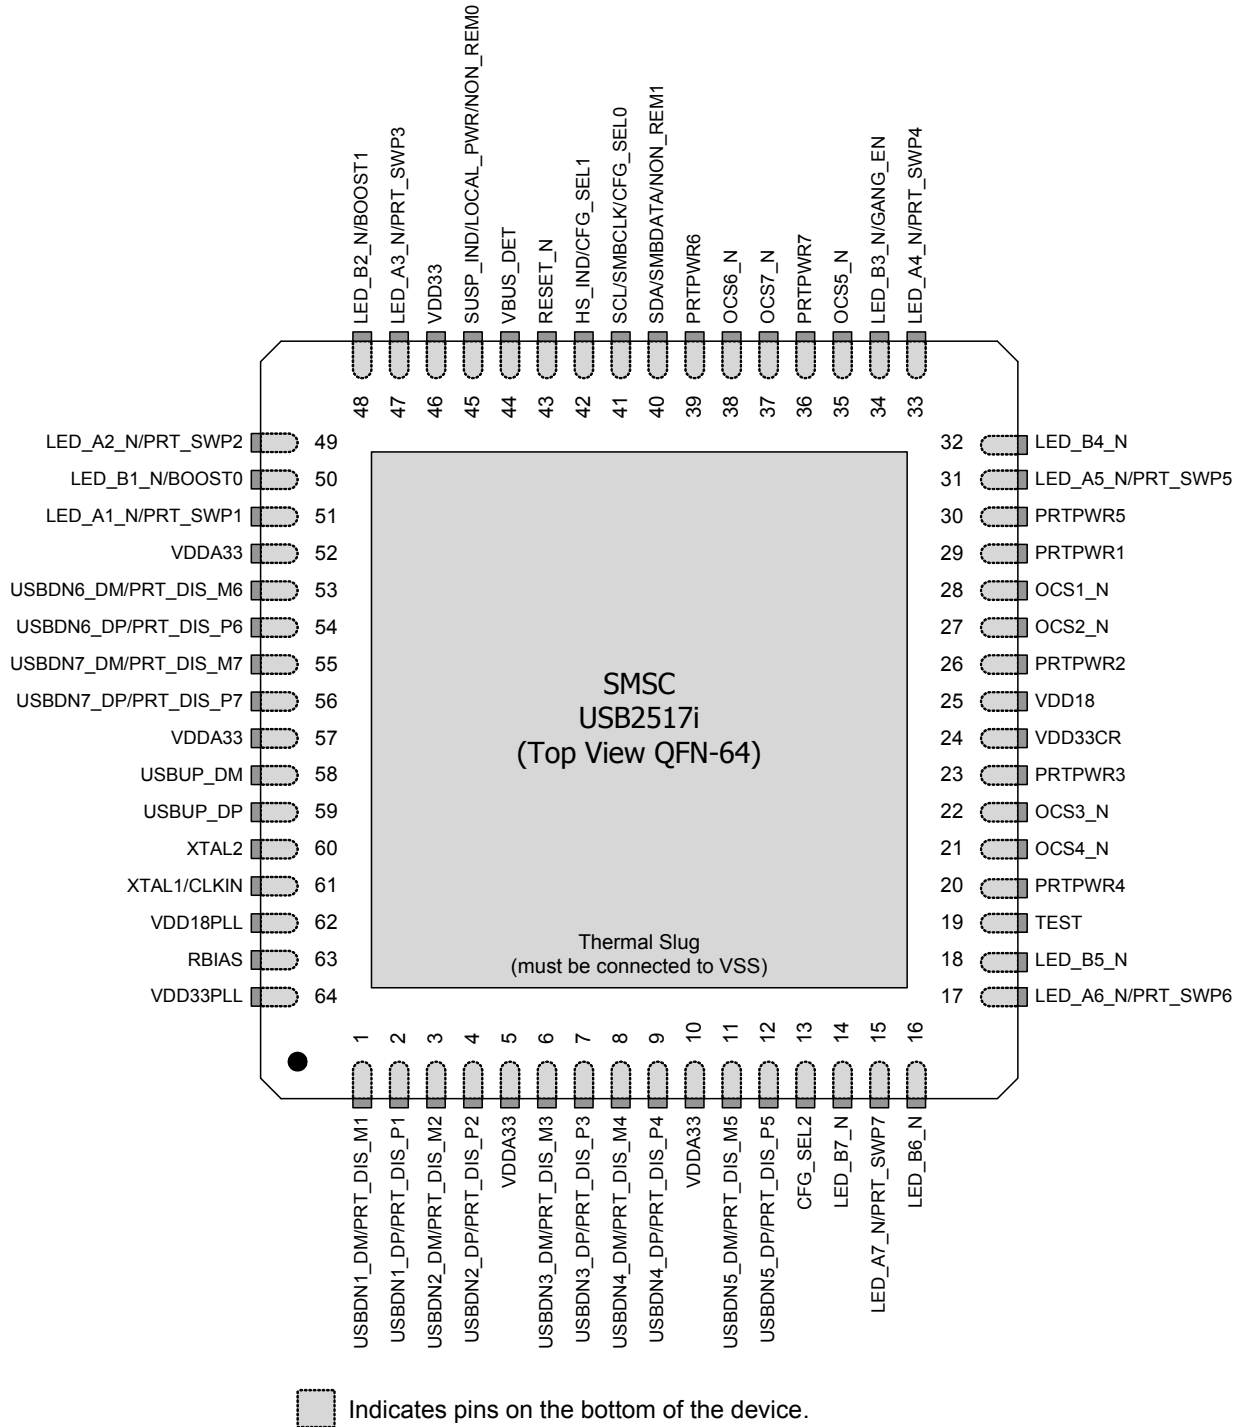 LED_B2_N/BOOST1
LED_A3_N/PRT_SWP3
VDD33
SUSP_IND/LOCAL_PWR/NON_REM0
VBUS_DET
RESET_N
HS_IND/CFG_SEL1
SCL/SMBCLK/CFG_SEL0
SDA/SMBDATA/NON_REM1
PRTPWR6
OCS6_N
OCS7_N
PRTPWR7
OCS5_N
LED_B3_N/GANG_EN
LED_A4_N/PRT_SWP4
48
47
46
45
44
43
42
41
40
39
38
37
36
35
34
33
LED_A2_N/PRT_SWP2 49
LED_B1_N/BOOST0 50
LED_A1_N/PRT_SWP1 51
VDDA33 52
USBDN6_DM/PRT_DIS_M6 53
USBDN6_DP/PRT_DIS_P6 54
USBDN7_DM/PRT_DIS_M7 55
USBDN7_DP/PRT_DIS_P7 56
VDDA33 57
USBUP_DM 58
USBUP_DP 59
XTAL2 60
XTAL1/CLKIN 61
VDD18PLL 62
RBIAS 63
VDD33PLL 64
SMSC
USB2517i
(Top View QFN-64)
Thermal Slug
(must be connected to VSS)
32 LED_B4_N
31 LED_A5_N/PRT_SWP5
30 PRTPWR5
29 PRTPWR1
28 OCS1_N
27 OCS2_N
26 PRTPWR2
25 VDD18
24 VDD33CR
23 PRTPWR3
22 OCS3_N
21 OCS4_N
20 PRTPWR4
19 TEST
18 LED_B5_N
17 LED_A6_N/PRT_SWP6
1
2
3
4
5
6
7
8
9
10
11
12
13
14
15
16
USBDN1_DM/PRT_DIS_M1
USBDN1_DP/PRT_DIS_P1
USBDN2_DM/PRT_DIS_M2
USBDN2_DP/PRT_DIS_P2
VDDA33
USBDN3_DM/PRT_DIS_M3
USBDN3_DP/PRT_DIS_P3
USBDN4_DM/PRT_DIS_M4
USBDN4_DP/PRT_DIS_P4
VDDA33
USBDN5_DM/PRT_DIS_M5
USBDN5_DP/PRT_DIS_P5
CFG_SEL2
LED_B7_N
LED_A7_N/PRT_SWP7
LED_B6_N
Indicates pins on the bottom of the device.